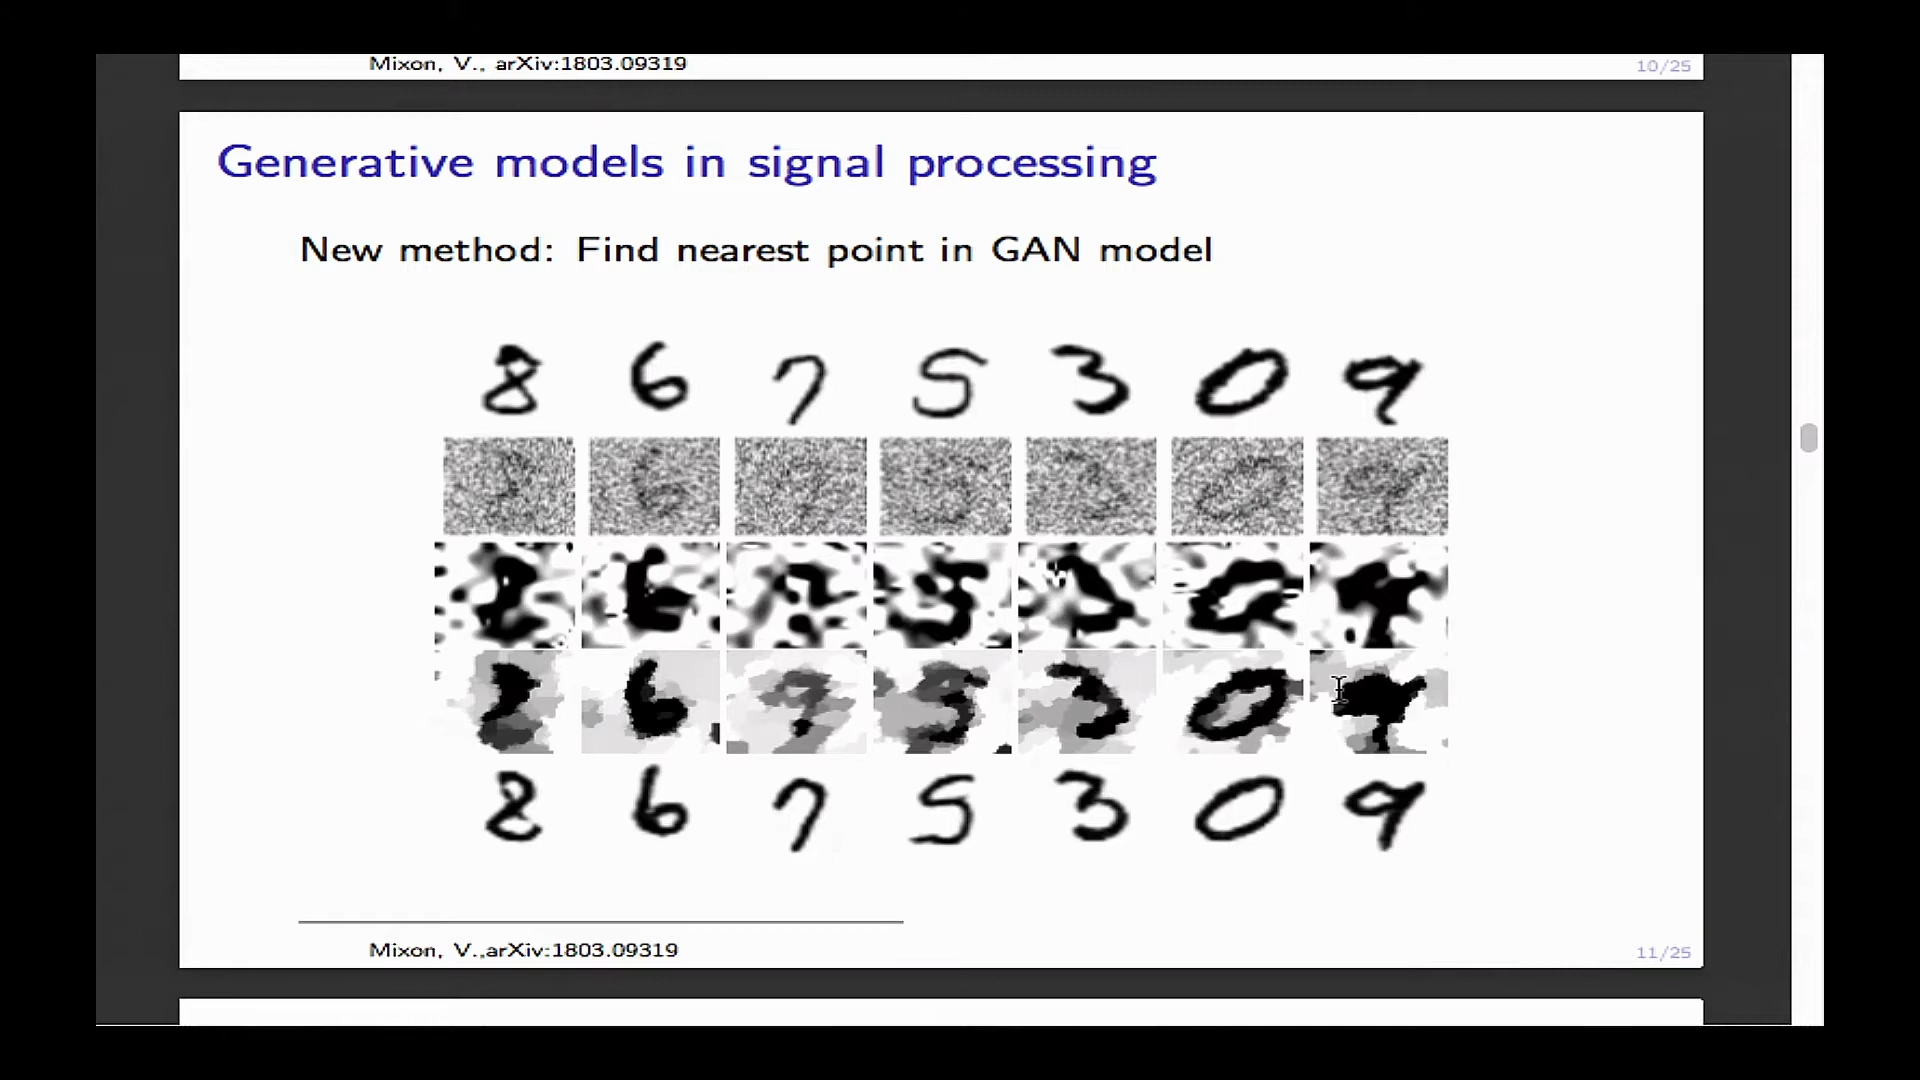 Mixon, V., arXiv:1803.09319
10/25
Generative models in signal processing
New method: Find nearest point in GAN model
8 6 7 5 3 0 9
8 6 7 5 3 0 9
Mixon, V.,arXiv:1803.09319
11/25